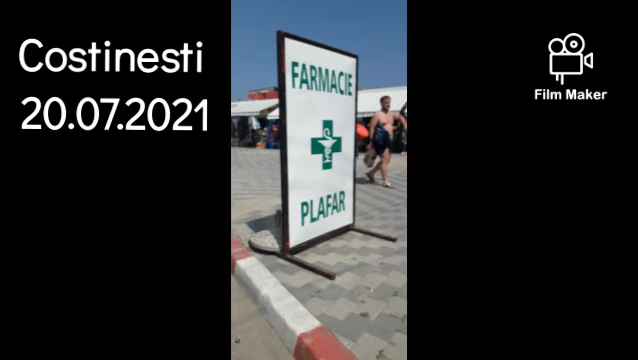 Costinesti
20.07.2021
FARMACIE
PLAFAR
Film Maker